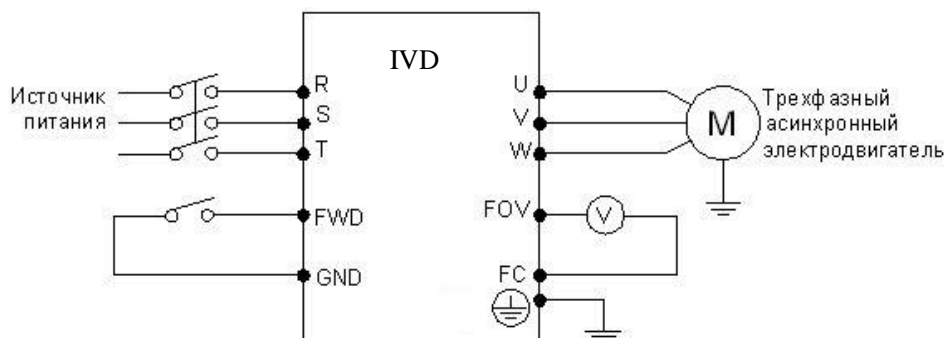 IVD
Источник
питания
R
S
T
FWD
GND
U
V
W
FOV
FC
M
V
Трехфазный
асинхронный
электродвигатель